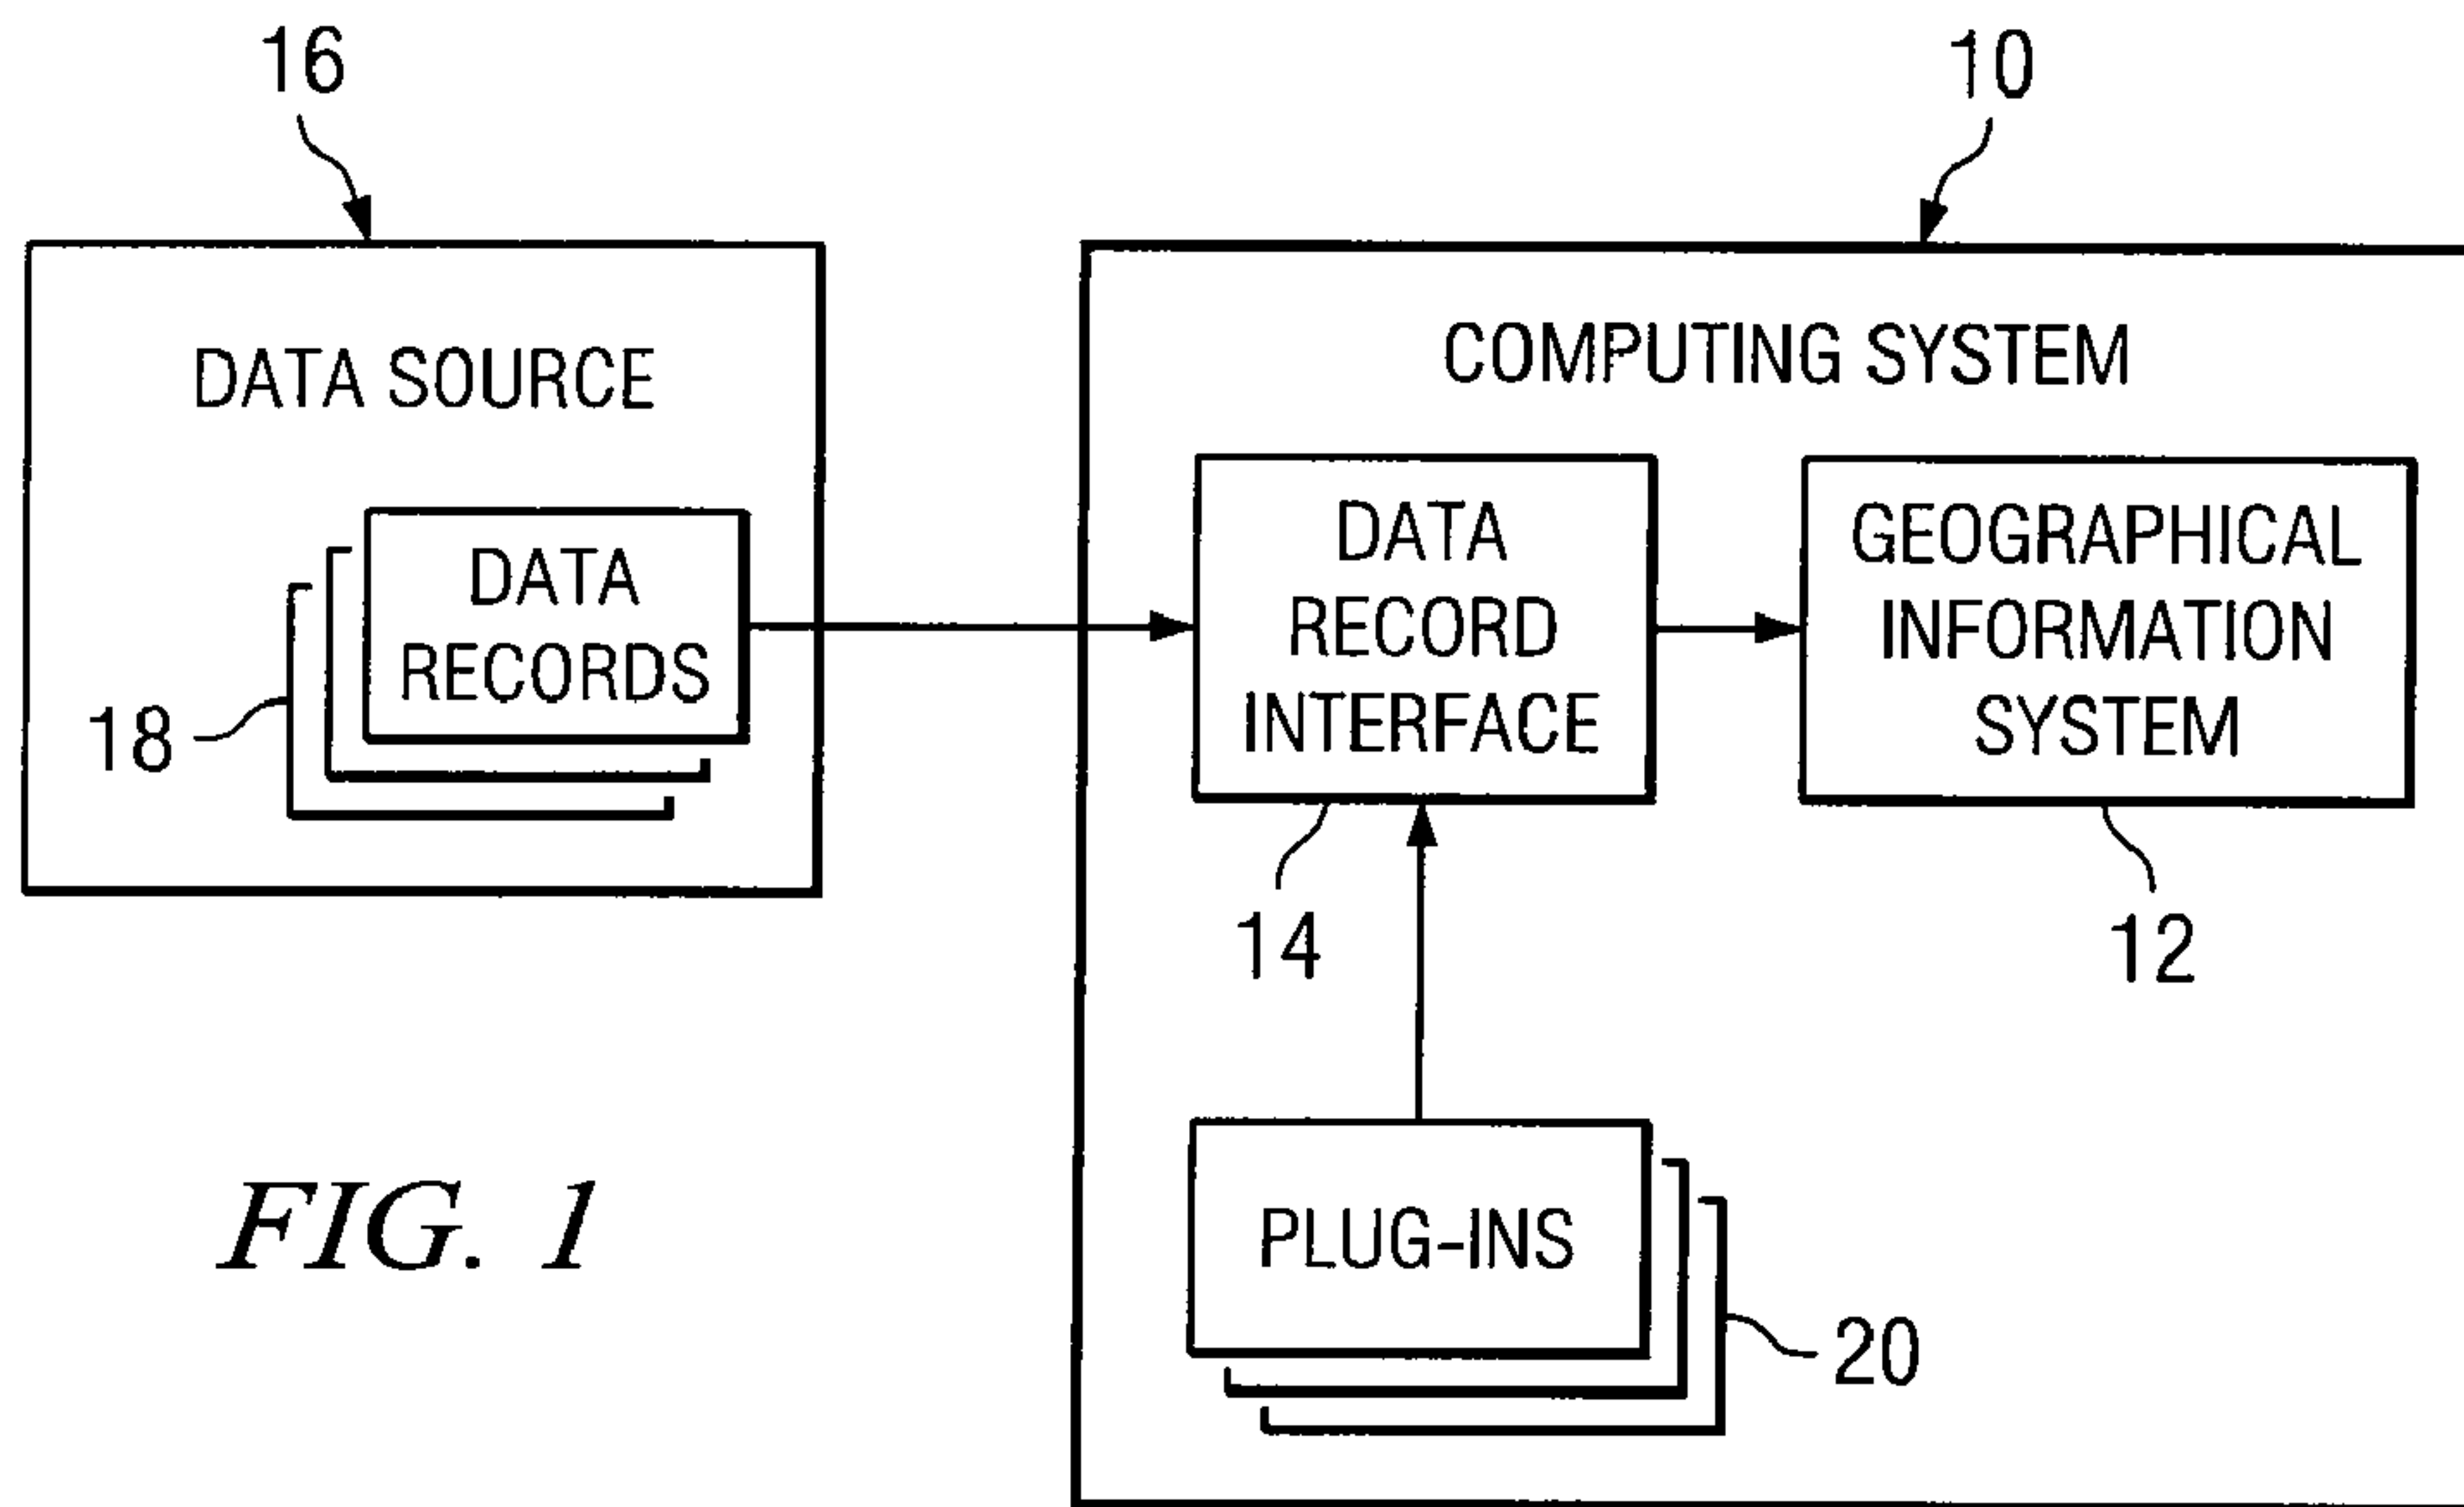 16
10
DATA SOURCE
COMPUTING SYSTEM
DATA
RECORDS
18
DATA
RECORD
INTERFACE
14
GEOGRAPHICAL
INFORMATION
SYSTEM
12
PLUG-INS
20
FIG. 1